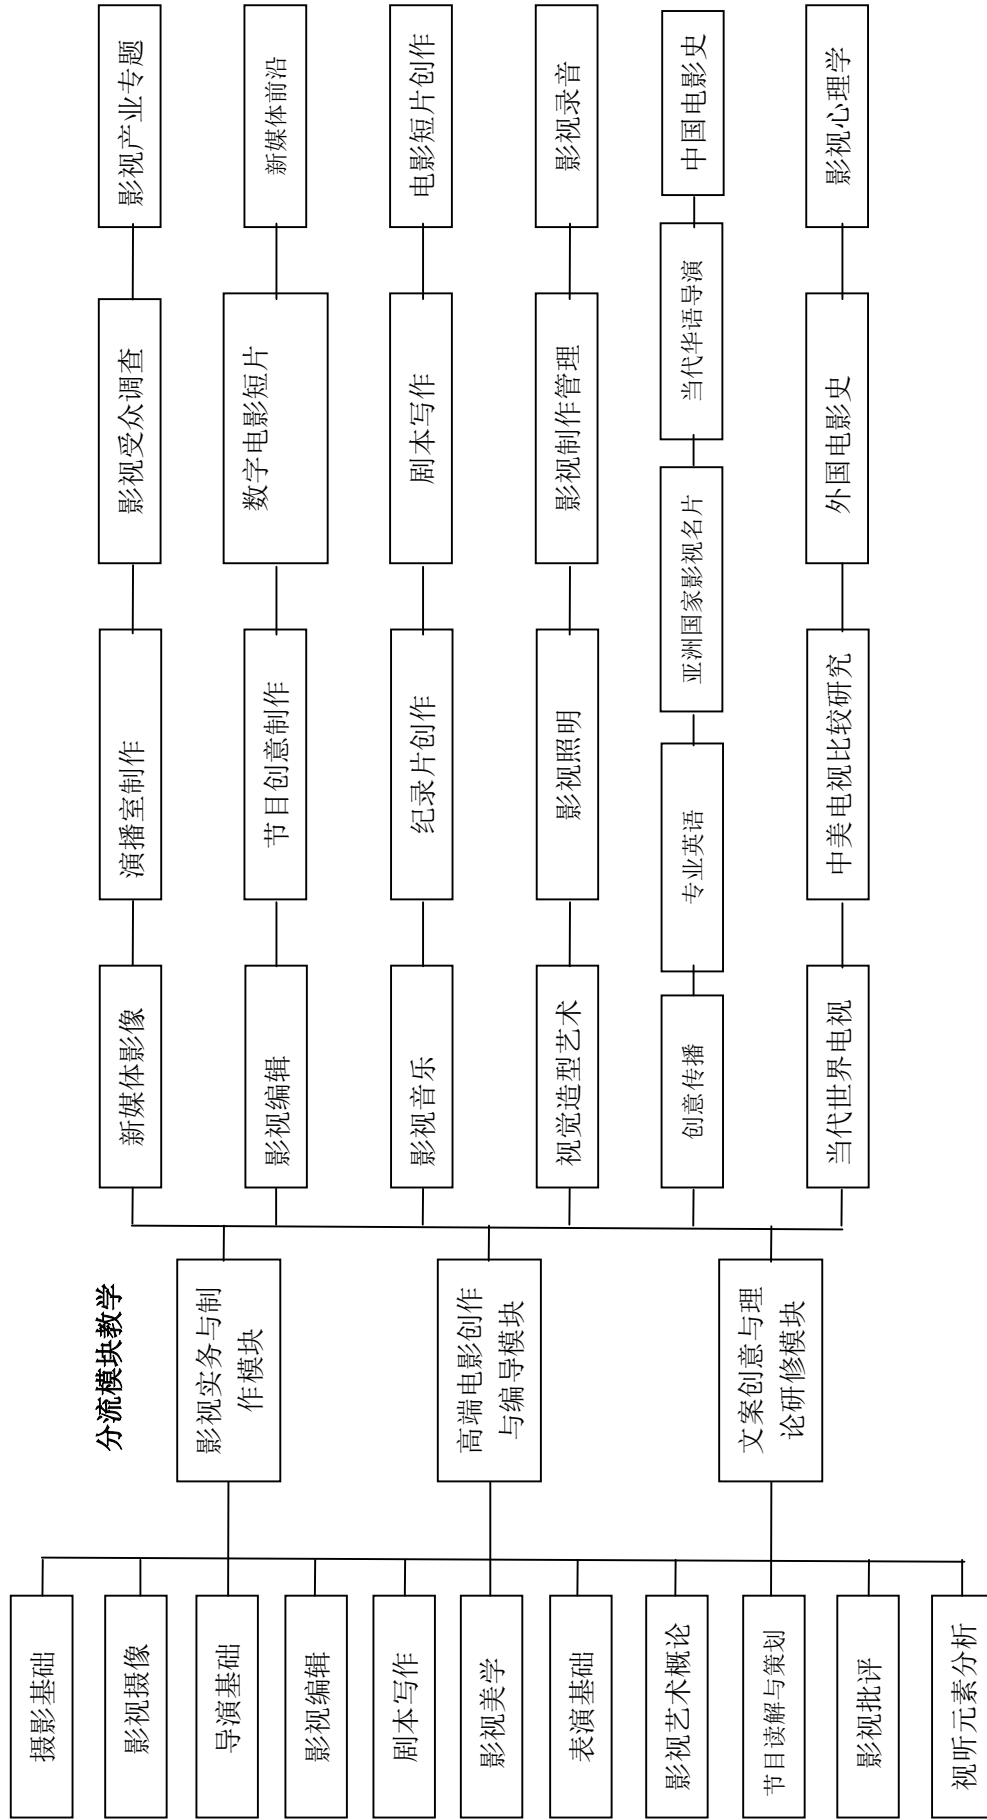 摄影基础
影视摄像
导演基础
影视编辑
剧本写作
影视美学
表演基础
影视艺术概论
节目读解与策划
影视批评
视听元素分析
分流模块教学
影视实务与制
作模块
高端电影创作
与编导模块
文案创意与理
论研修模块
新媒体影像
演播室制作
影视受众调查
影视产业专题
影视编辑
节目创意制作
数字电影短片
新媒体前沿
影视音乐
纪录片创作
剧本写作
电影短片创作
视觉造型艺术
影视照明
影视制作管理
影视录音
创意传播
专业英语
亚洲国家影视名片
当代华语导演
中国电影史
当代世界电视
中美电视比较研究
外国电影史
影视心理学